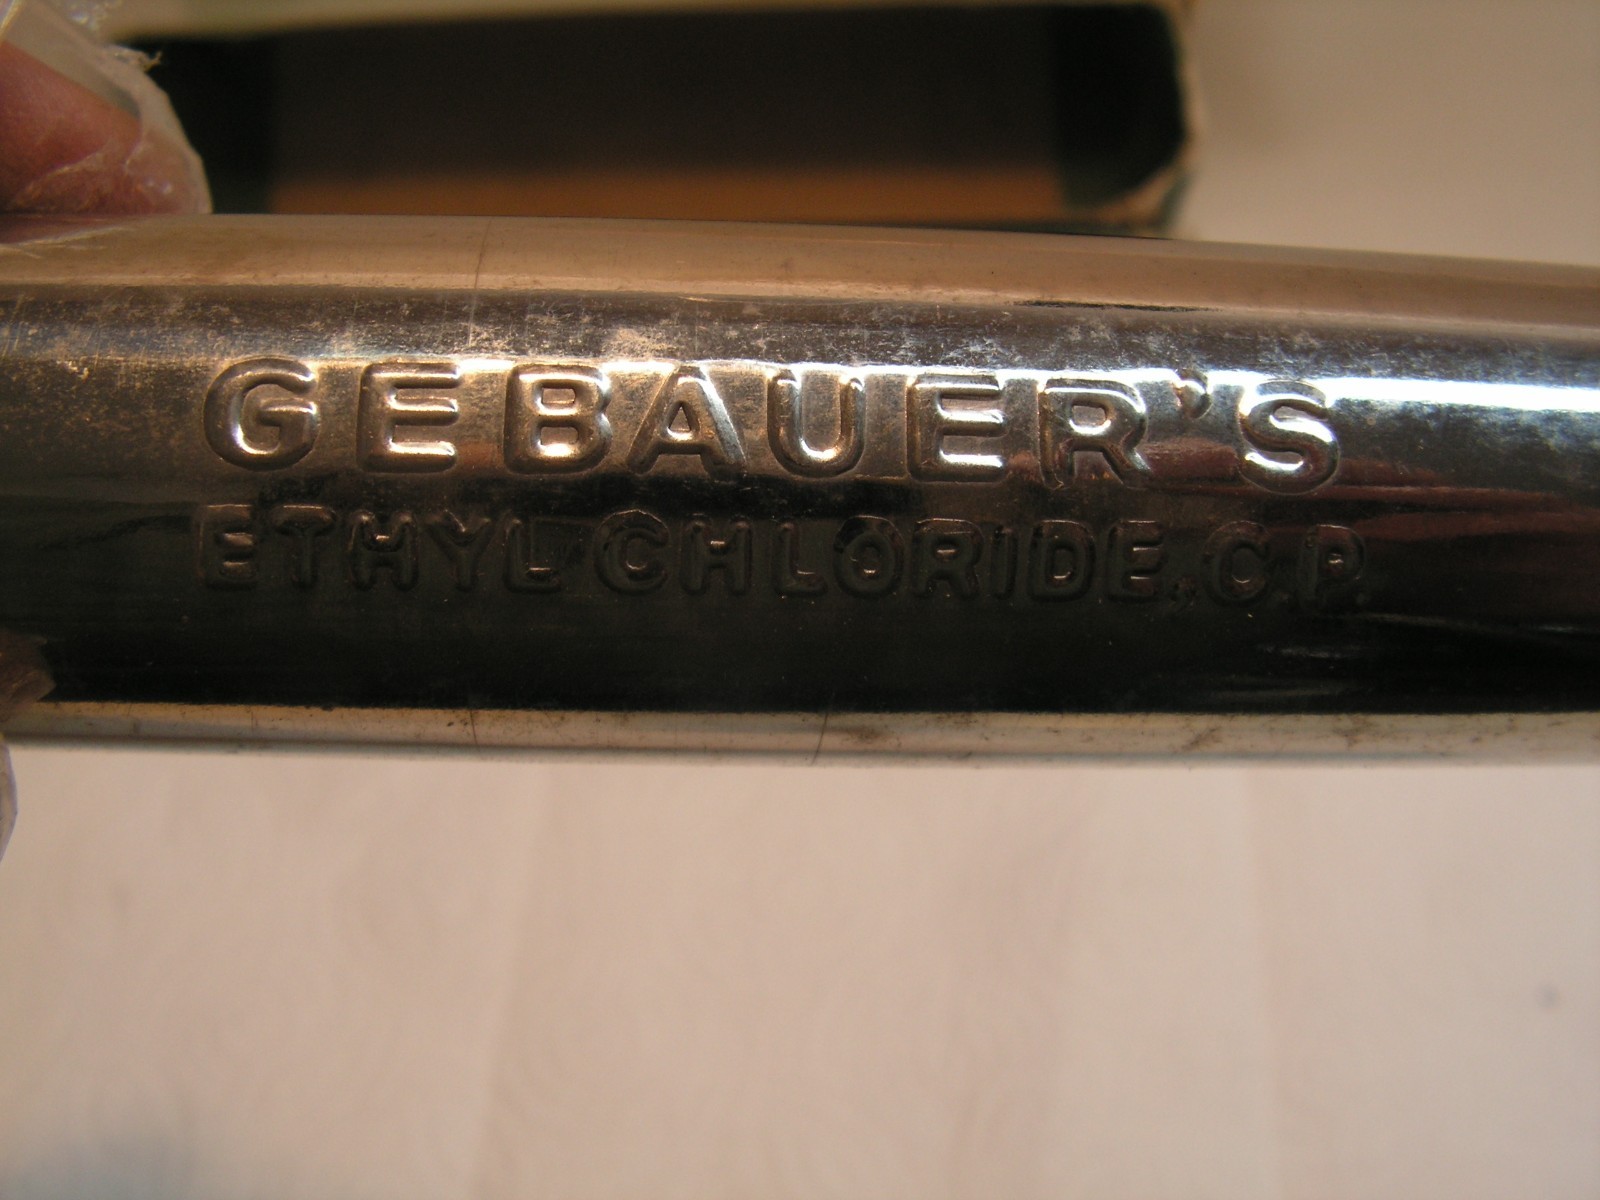 GEBAUER'S
ETHYL CHLORIDE, C.P.